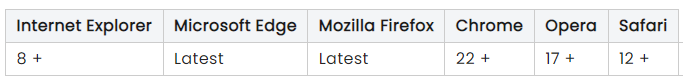 Internet Explorer Microsoft Edge Mozilla Firefox Chrome Opera Safari
8 + Latest Latest 22 + 17 + 12 +